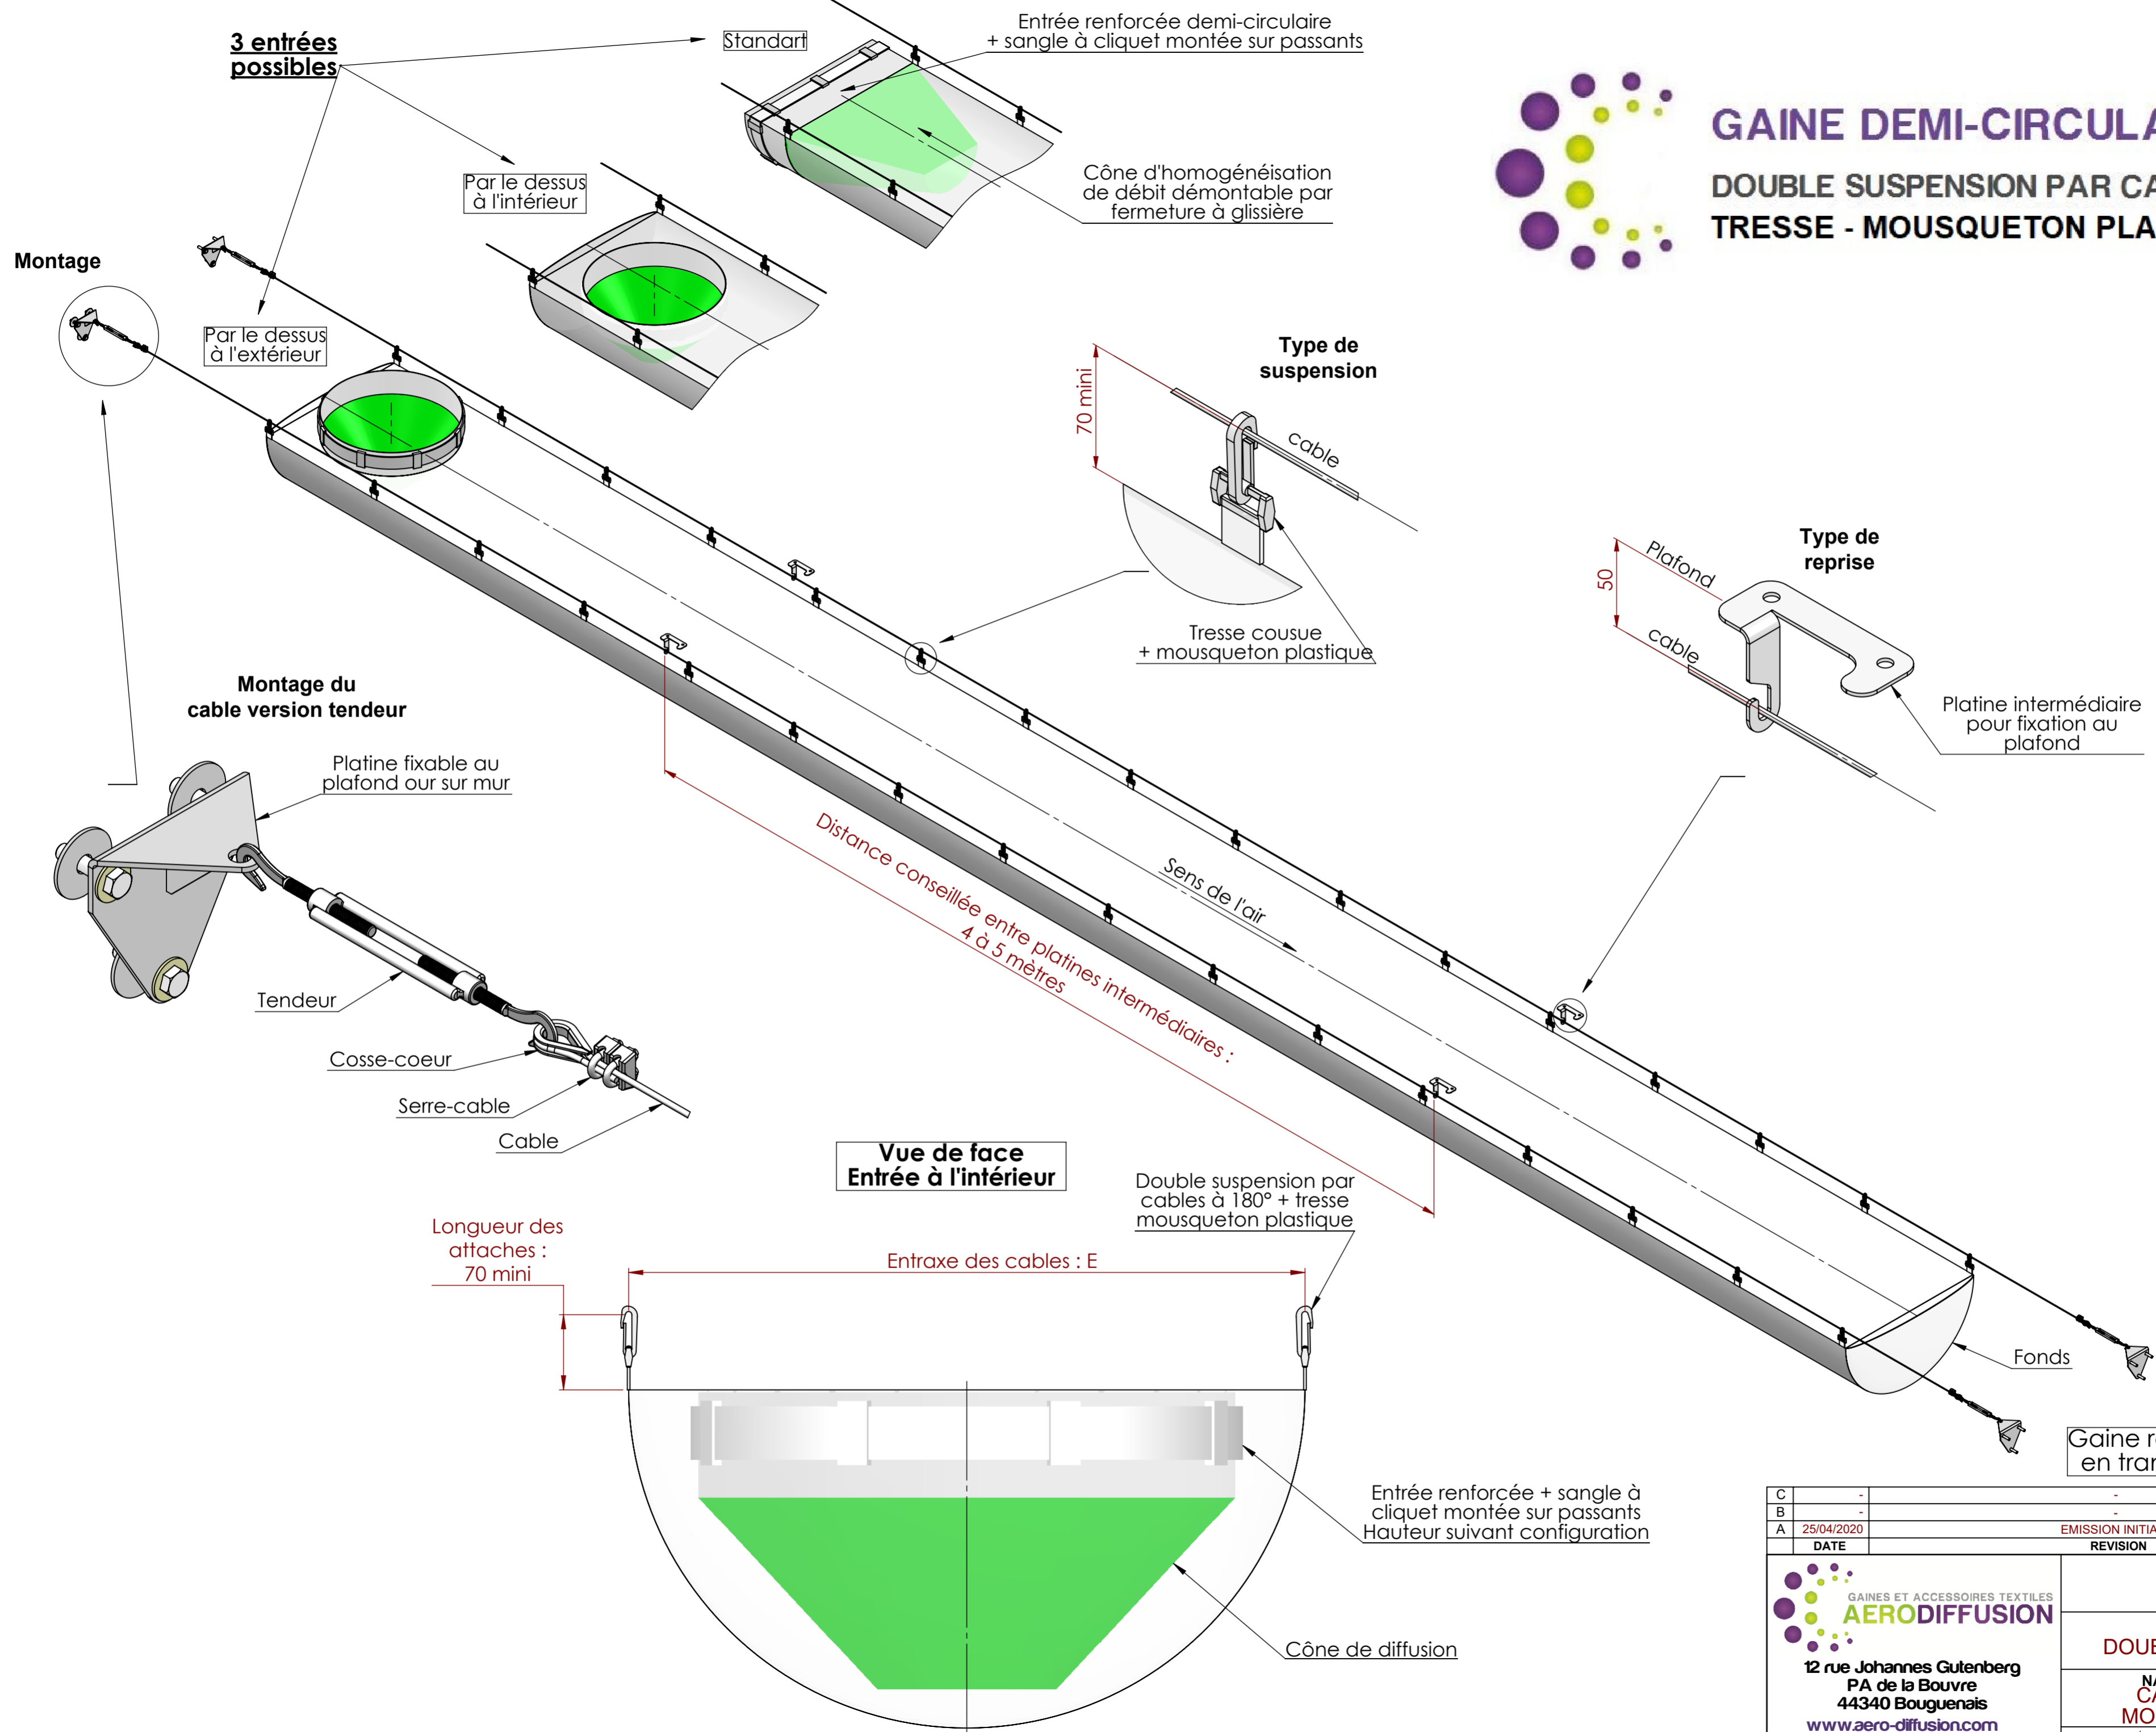 3 entrées
possibles
Standart
Entrée renforcée demi-circulaire
+ sangle à cliquet montée sur passants
GAINE DEMI-CIRCULA
DOUBLE SUSPENSION PAR CA
TRESSE - MOUSQUETON PLA
Par le dessus
à l'intérieur
Cône d'homogénéisation
de débit démontable par
fermeture à glissière
Montage
Par le dessus
à l'extérieur
Type de
suspension
70 mini
cable
Tresse cousue
+ mousqueton plastique
Type de
reprise
Plafond
50
cable
Platine intermédiaire
pour fixation au
plafond
Montage du
cable version tendeur
Platine fixable au
plafond our sur mur
Tendeur
Cosse-coeur
Serre-cable
Cable
Distance conseillée entre platines intermédiaires :
4 à 5 mètres
Sens de l'air
Vue de face
Entrée à l'intérieur
Double suspension par
cables à 180° + tresse
mousqueton plastique
Longueur des
attaches :
70 mini
Entraxe des cables : E
Fonds
Entrée renforcée + sangle à
cliquet montée sur passants
Hauteur suivant configuration
Cône de diffusion
Gaine r
en tran
C - -
B - -
A 25/04/2020 EMISSION INITIA
DATE REVISION
GAINES ET ACCESSOIRES TEXTILES
AERODIFFUSION
12 rue Johannes Gutenberg
PA de la Bouvre
44340 Bouguenais
www.aero-diffusion.com
DOUB
NA
CA
MO